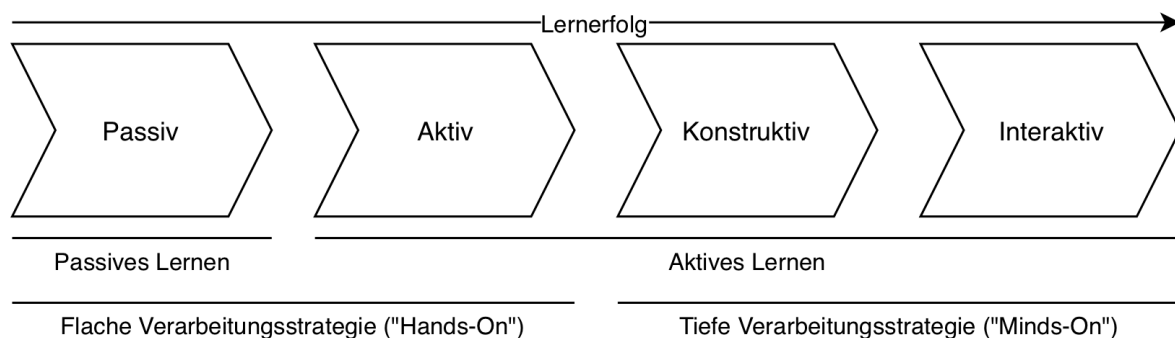 Lernerfolg
Passiv
Aktiv
Konstruktiv
Interaktiv
Passives Lernen
Aktives Lernen
Flache Verarbeitungsstrategie ("Hands-On")
Tiefe Verarbeitungsstrategie ("Minds-On")